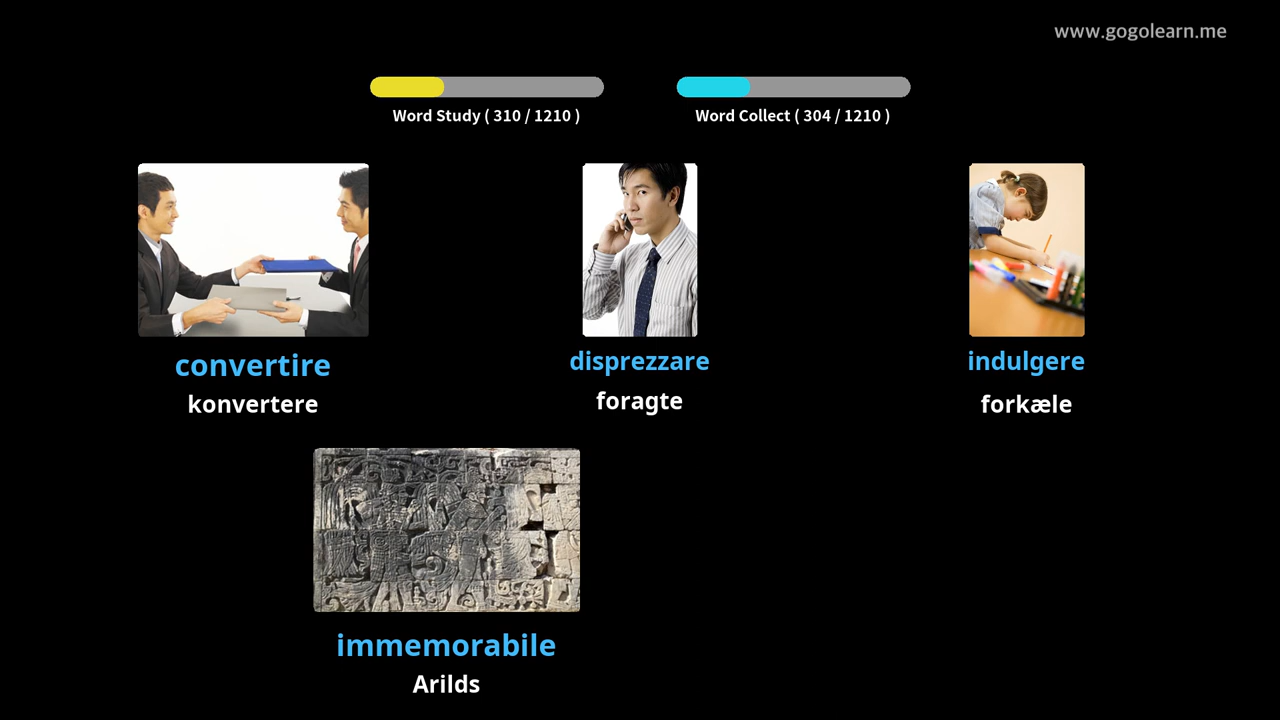 www.gogolearn.me
Word Study ( 310 / 1210 )
Word Collect ( 304 / 1210 )
convertire
konvertere
disprezzare
foragte
indulgere
forkæle
immemorabile
Arilds